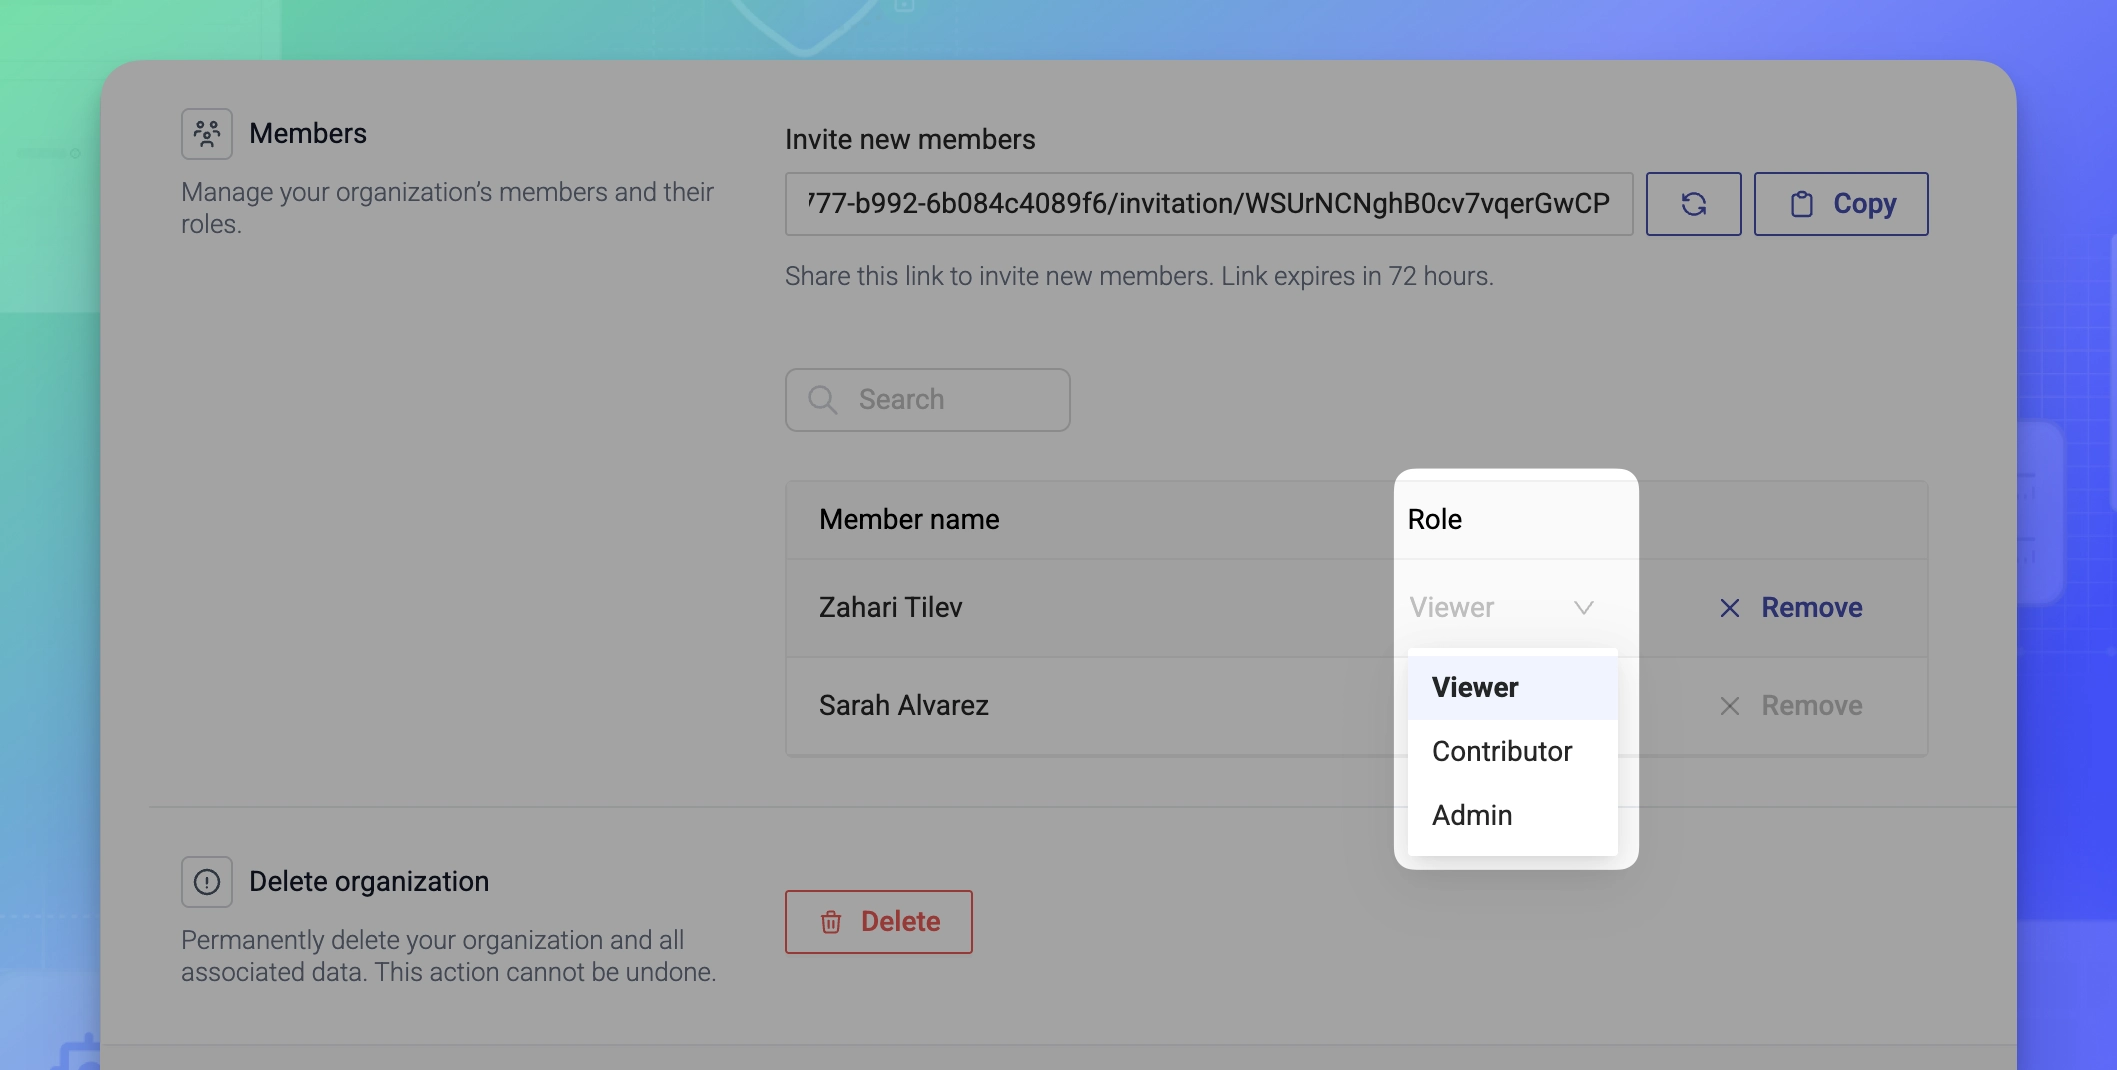 Members
Manage your organization’s members and their
roles.
Invite new members
777-b992-6b084c4089f6/invitation/WSUrNCNghB0cv7vqerGwCP
Copy
Share this link to invite new members. Link expires in 72 hours.
Search
Member name
Role
Zahari Tilev
Viewer
Remove
Sarah Alvarez
Remove
Viewer
Contributor
Admin
Delete organization
Permanently delete your organization and all
associated data. This action cannot be undone.
Delete